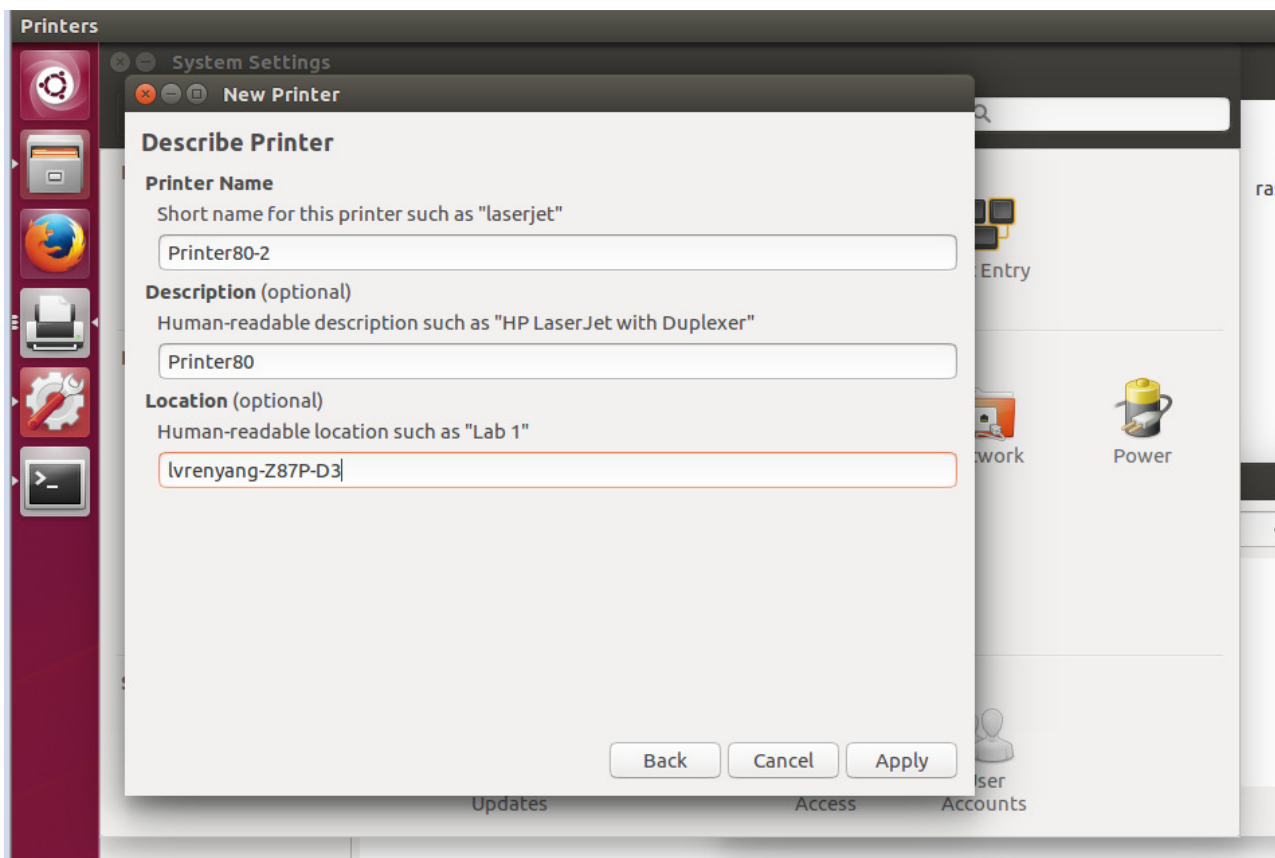 Printers
System Settings
New Printer
Describe Printer
Printer Name
Short name for this printer such as "laserjet"
Printer80-2
Description (optional)
Human-readable description such as "HP LaserJet with Duplexer"
Printer80
Location (optional)
Human-readable location such as "Lab 1"
lvrenyang-Z87P-D3
Back Cancel Apply
Entry
work Power
ra
Updates Access
ser
Accounts